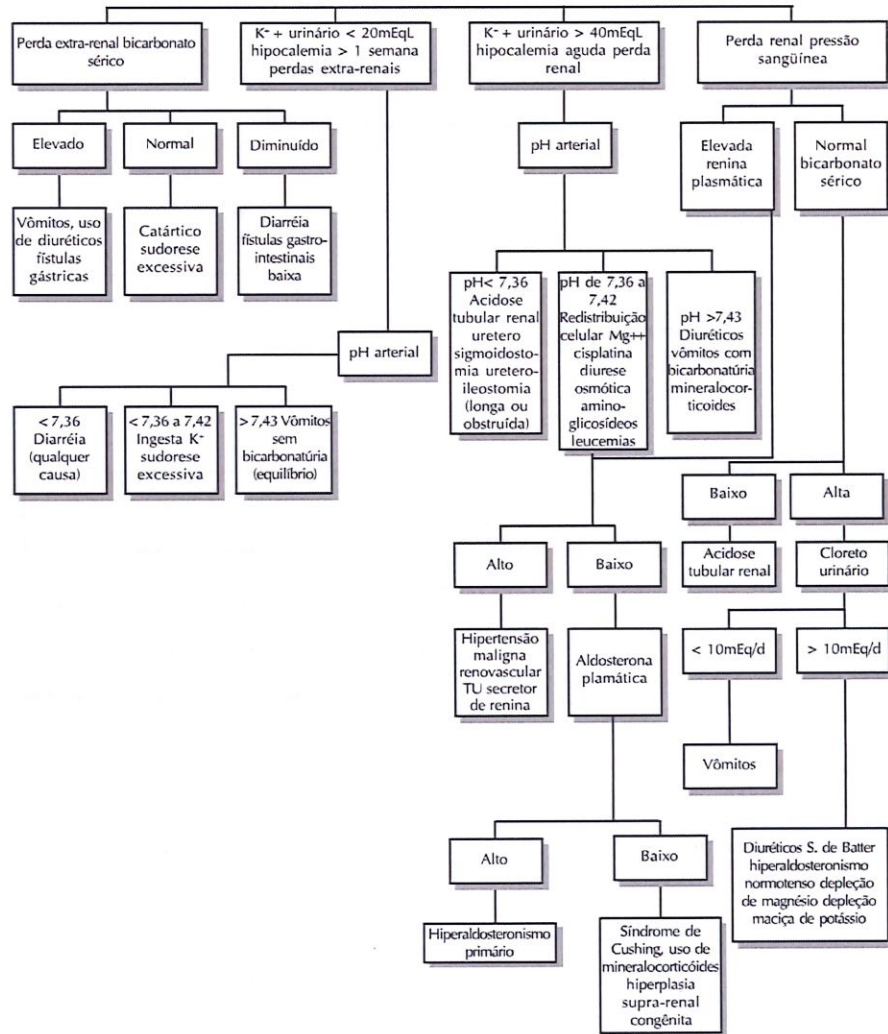 Perda extra-renal bicarbonato
sérico
K⁻ + urinário < 20mEqL
hipocalemia > 1 semana
perdas extra-renais
K⁻ + urinário > 40mEqL
hipocalemia aguda perda
renal
Perda renal pressão
sangüínea
Elevado
Normal
Diminuído
pH arterial
Elevada
renina
plasmática
Normal
bicarbonato
sérico
Vômitos, uso
de diuréticos
fístulas
gástricas
Catártico
sudorese
excessiva
Diarréia
fístulas gastro-
intestinais
baixa
pH< 7,36
Acidose
tubular renal
uretero
sigmoidosto-
mia uretero-
ileostomia
(longa ou
obstruída)
pH de 7,36 a
7,42
Redistribuição
celular Mg++
cisplatina
diurese
osmótica
amino-
glicosídeos
leucemias
pH >7,43
Diuréticos
vômitos com
bicarbonatúria
mineralocor-
ticoides
pH arterial
< 7,36
Diarréia
(qualquer
causa)
< 7,36 a 7,42
Ingesta K⁻
sudorese
excessiva
> 7,43 Vômitos
sem
bicarbonatúria
(equilíbrio)
Baixo
Alta
Alto
Baixo
Acidose
tubular renal
Cloreto
urinário
Hipertensão
maligna
renovascular
TU secretor
de renina
Aldosterona
plamática
< 10mEq/d
> 10mEq/d
Vômitos
Alto
Baixo
Diuréticos S. de Batter
hiperaldosteronismo
normotenso depleção
de magnésio depleção
maciça de potássio
Hiperaldosteronismo
primário
Síndrome de
Cushing, uso de
mineralocorticóides
hiperplasia
supra-renal
congênita